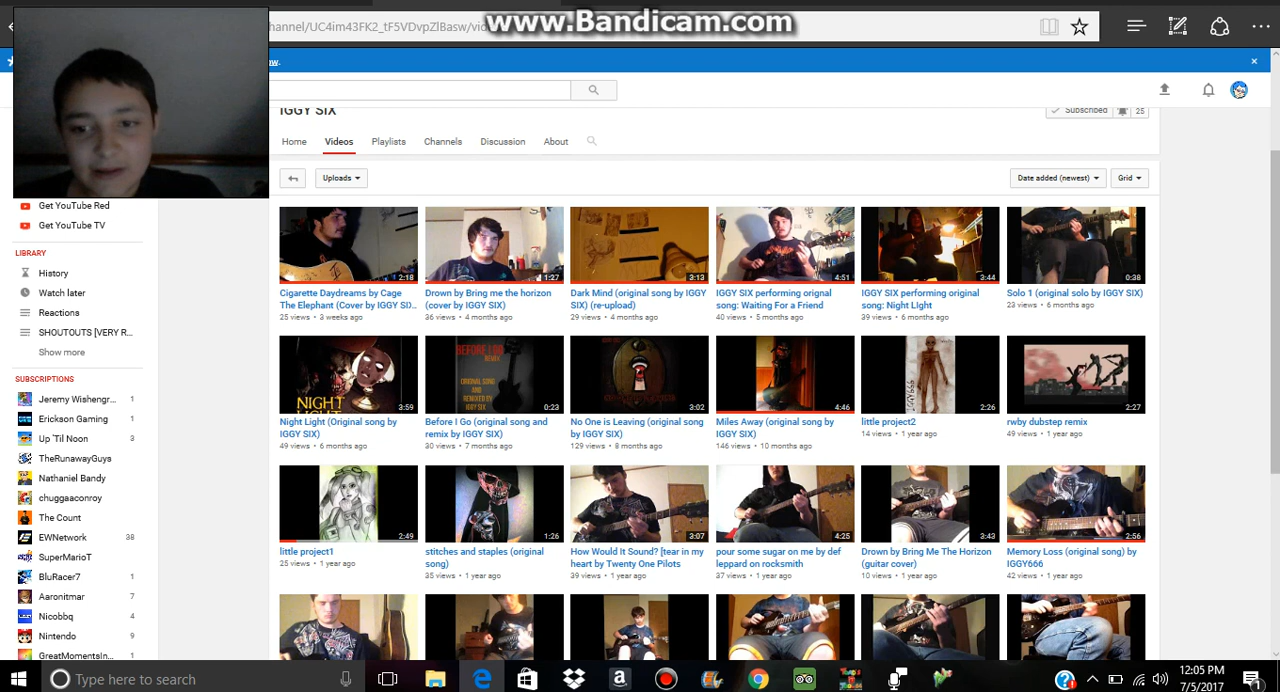 www.Bandicam.com
hannel/UC4im43FK2_tF5VDvpZlBasw/vid
ow.
IGGY SIX
Subscribed 25
Home Videos Playlists Channels Discussion About
Uploads
Date added (newest) Grid
Get YouTube Red
Get YouTube TV
LIBRARY
History
Watch later
Reactions
SHOUTOUTS [VERY R...
Show more
SUBSCRIPTIONS
Jeremy Wishengr... 1
Erickson Gaming 1
Up 'Til Noon 3
TheRunawayGuys
Nathaniel Bandy
chuggaaconroy
The Count
EWNetwork 38
SuperMarioT
BluRacer7 1
Aaronitmar 7
Nicobbq 4
Nintendo 9
GreatMomentsIn... 1
2:18
Cigarette Daydreams by Cage
The Elephant (Cover by IGGY SI...
25 views • 3 weeks ago
1:27
Drown by Bring me the horizon
(cover by IGGY SIX)
36 views • 4 months ago
3:13
Dark Mind (original song by IGGY
SIX) (re-upload)
29 views • 4 months ago
4:51
IGGY SIX performing orignal
song: Waiting For a Friend
40 views • 5 months ago
3:44
IGGY SIX performing original
song: Night LIght
39 views • 6 months ago
0:38
Solo 1 (original solo by IGGY SIX)
23 views • 6 months ago
NIGHT
LIGHT
3:59
Night Light (Original song by
IGGY SIX)
49 views • 6 months ago
BEFORE I GO
REMIX
ORIGINAL SONG
AND
REMIXED BY
IGGY SIX
0:23
Before I Go (original song and
remix by IGGY SIX)
30 views • 7 months ago
3:02
No One is Leaving (original song
by IGGY SIX)
129 views • 8 months ago
4:46
Miles Away (original song by
IGGY SIX)
146 views • 10 months ago
2:26
little project2
14 views • 1 year ago
2:27
rwby dubstep remix
49 views • 1 year ago
2:49
little project1
25 views • 1 year ago
1:26
stitches and staples (original
song)
35 views • 1 year ago
3:07
How Would It Sound? [tear in my
heart by Twenty One Pilots
39 views • 1 year ago
4:25
pour some sugar on me by def
leppard on rocksmith
37 views • 1 year ago
3:43
Drown by Bring Me The Horizon
(guitar cover)
10 views • 1 year ago
2:56
Memory Loss (original song) by
IGGY666
42 views • 1 year ago
Type here to search
12:05 PM
7/5/2017
1